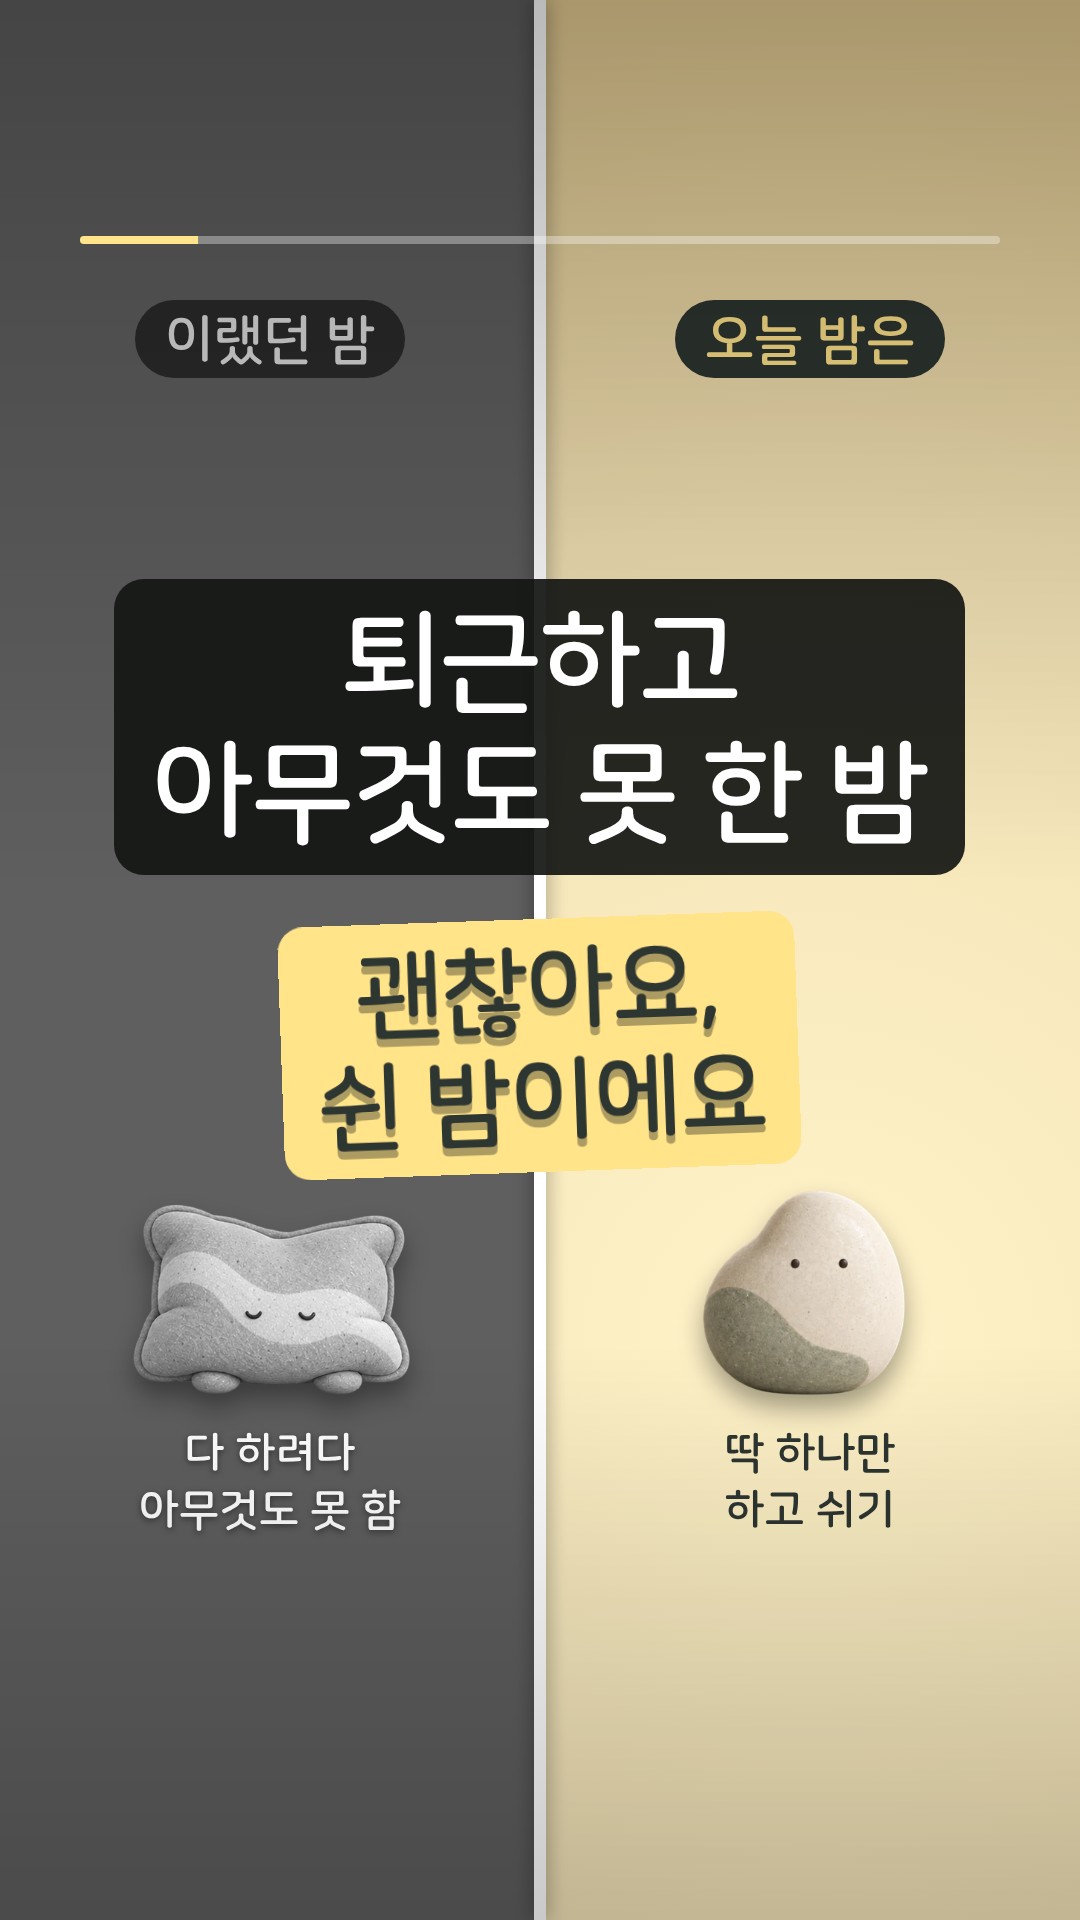 이랬던 밤
오늘 밤은
퇴근하고
아무것도 못 한 밤
괜찮아요,
쉰 밤이에요
다 하려다
아무것도 못 함
딱 하나만
하고 쉬기